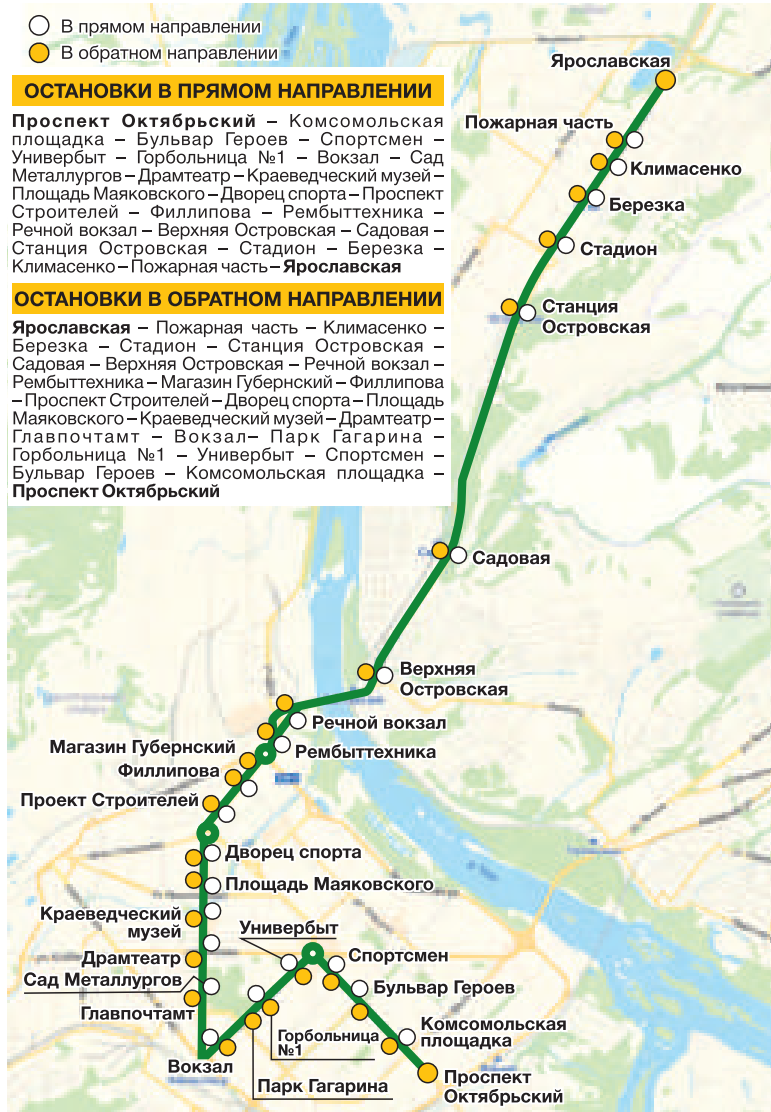 В прямом направлении
В обратном направлении
ОСТАНОВКИ В ПРЯМОМ НАПРАВЛЕНИИ
Проспект Октябрьский – Комсомольская
площадка – Бульвар Героев – Спортсмен –
Универбыт – Горбольница №1 – Вокзал – Сад
Металлургов – Драмтеатр – Краеведческий музей –
Площадь Маяковского – Дворец спорта – Проспект
Строителей – Филлипова – Рембыттехника –
Речной вокзал – Верхняя Островская – Садовая –
Станция Островская – Стадион – Березка –
Климасенко – Пожарная часть – Ярославская
ОСТАНОВКИ В ОБРАТНОМ НАПРАВЛЕНИИ
Ярославская – Пожарная часть – Климасенко –
Березка – Стадион – Станция Островская –
Садовая – Верхняя Островская – Речной вокзал –
Рембыттехника – Магазин Губернский – Филлипова
– Проспект Строителей – Дворец спорта – Площадь
Маяковского – Краеведческий музей – Драмтеатр –
Главпочтамт – Вокзал– Парк Гагарина –
Горбольница №1 – Универбыт – Спортсмен –
Бульвар Героев – Комсомольская площадка –
Проспект Октябрьский
Ярославская
Пожарная часть
Климасенко
Березка
Стадион
Станция
Островская
Садовая
Верхняя
Островская
Речной вокзал
Рембыттехника
Магазин Губернский
Филлипова
Проект Строителей
Дворец спорта
Площадь Маяковского
Краеведческий
музей
Драмтеатр
Сад Металлургов
Главпочтамт
Вокзал
Универбыт
Спортсмен
Бульвар Героев
Горбольница
№1
Комсомольская
площадка
Парк Гагарина
Проспект
Октябрьский